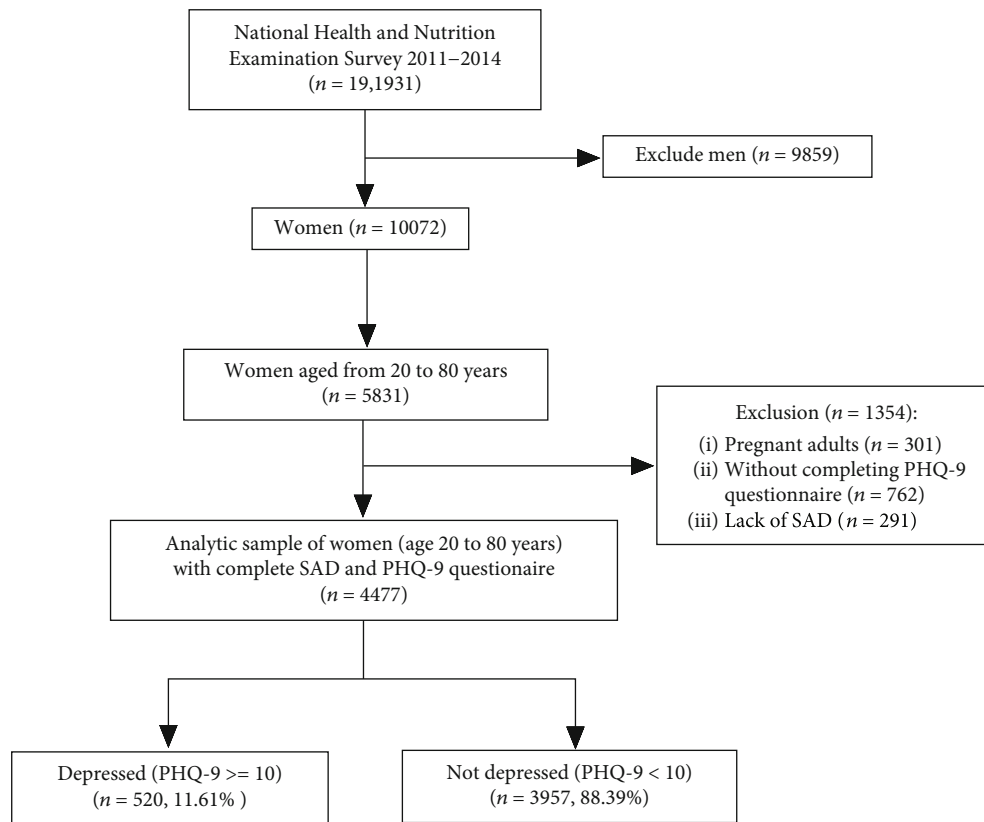 National Health and Nutrition
Examination Survey 2011−2014
(n = 19,1931)
Exclude men (n = 9859)
Women (n = 10072)
Women aged from 20 to 80 years
(n = 5831)
Exclusion (n = 1354):
(i) Pregnant adults (n = 301)
(ii) Without completing PHQ-9
questionnaire (n = 762)
(iii) Lack of SAD (n = 291)
Analytic sample of women (age 20 to 80 years)
with complete SAD and PHQ-9 questionaire
(n = 4477)
Depressed (PHQ-9 >= 10)
(n = 520, 11.61% )
Not depressed (PHQ-9 < 10)
(n = 3957, 88.39%)